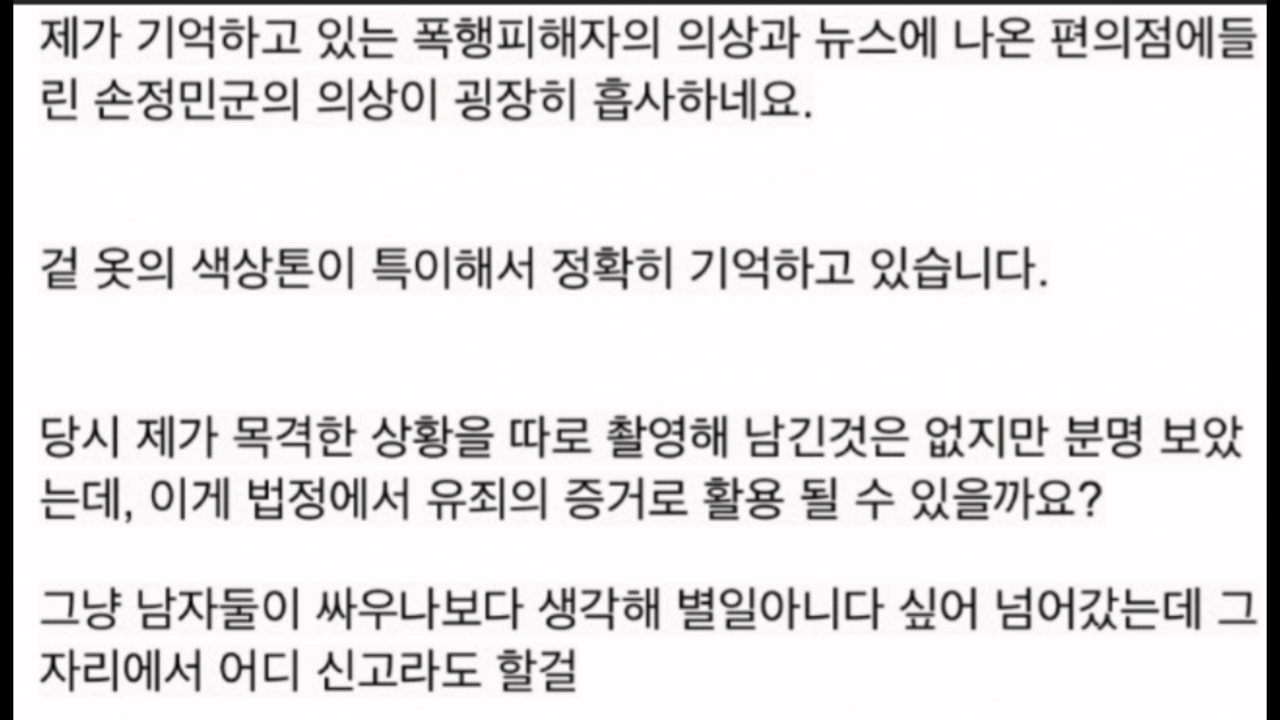 제가 기억하고 있는 폭행피해자의 의상과 뉴스에 나온 편의점에들
린 손정민군의 의상이 굉장히 흡사하네요.
겉 옷의 색상톤이 특이해서 정확히 기억하고 있습니다.
당시 제가 목격한 상황을 따로 촬영해 남긴것은 없지만 분명 보았
는데, 이게 법정에서 유죄의 증거로 활용 될 수 있을까요?
그냥 남자둘이 싸우나보다 생각해 별일아니다 싶어 넘어갔는데 그
자리에서 어디 신고라도 할걸